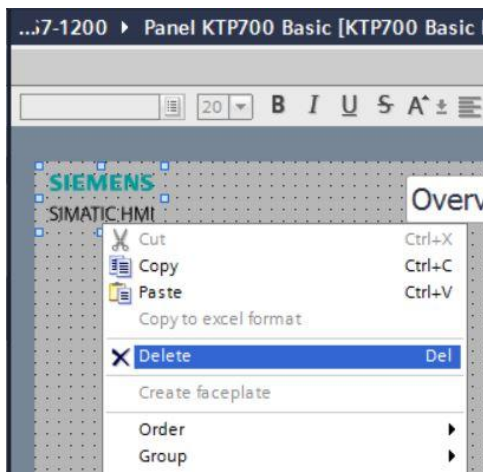 ...57-1200 ▸ Panel KTP700 Basic [KTP700 Basic
20 B I U S A
SIEMENS
SIMATIC HMI
Overv
Cut Ctrl+X
Copy Ctrl+C
Paste Ctrl+V
Copy to excel format
Delete Del
Create faceplate
Order
Group